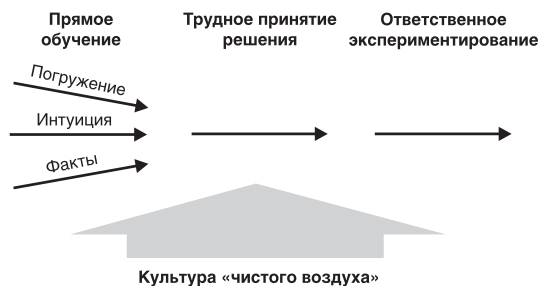 Прямое
обучение
Трудное принятие
решения
Ответственное
экспериментирование
Погружение
Интуиция
Факты
Культура «чистого воздуха»